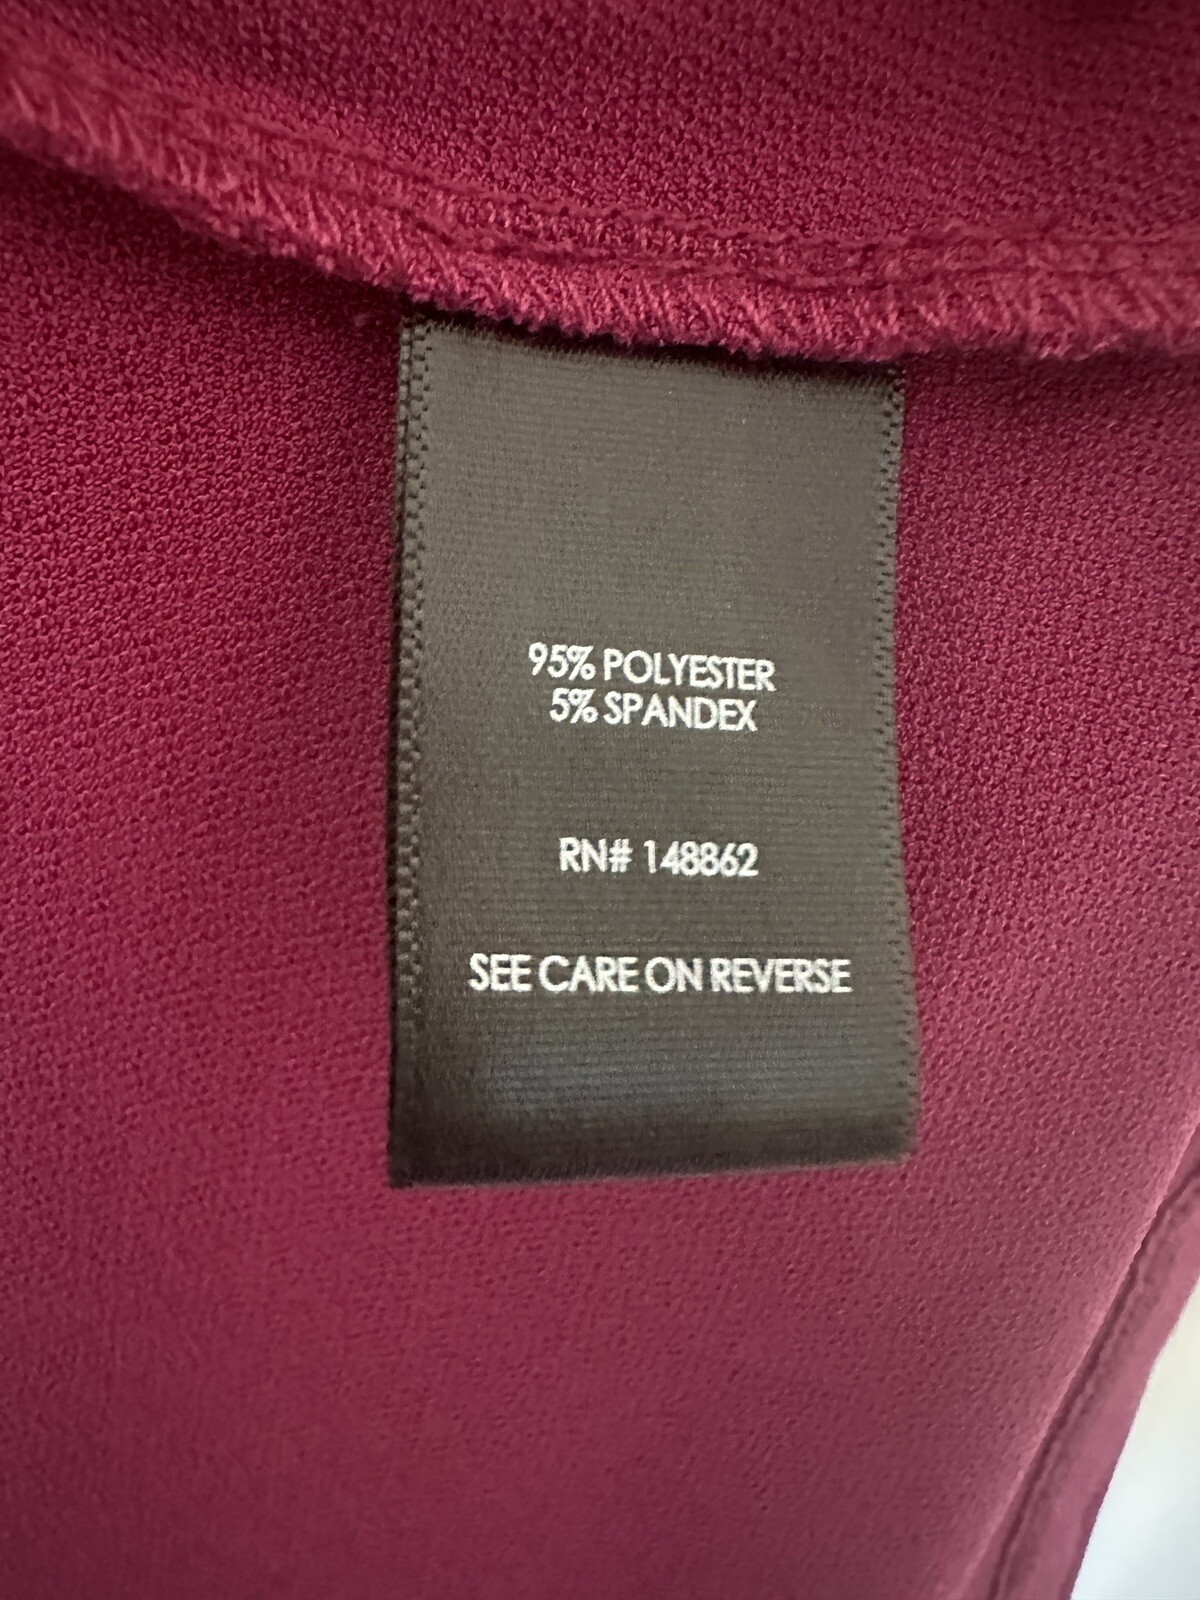 95% POLYESTER
5% SPANDEX
RN# 148862
SEE CARE ON REVERSE